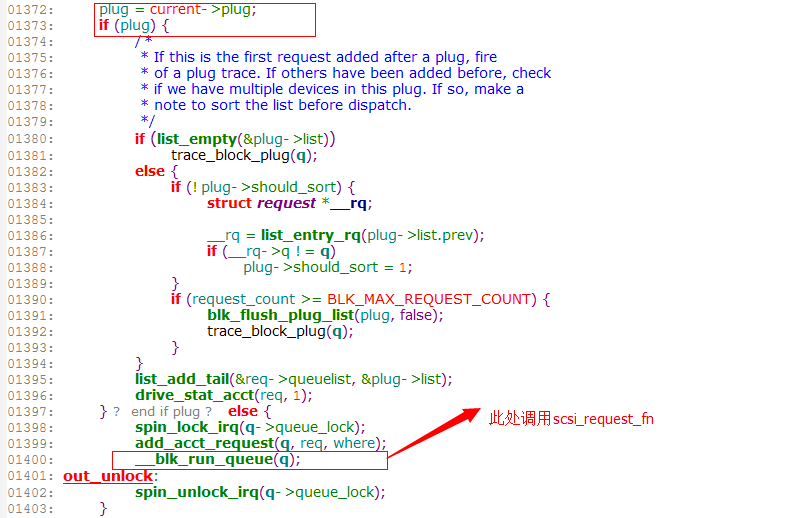 01372: plug = current->plug;
01373: if (plug) {
01374: /*
01375: * If this is the first request added after a plug, fire
01376: * of a plug trace. If others have been added before, check
01377: * if we have multiple devices in this plug. If so, make a
01378: * note to sort the list before dispatch.
01379: */
01380: if (list_empty(&plug->list))
01381: trace_block_plug(q);
01382: else {
01383: if (! plug->should_sort) {
01384: struct request *__rq;
01385:
01386: __rq = list_entry_rq(plug->list.prev);
01387: if (__rq->q != q)
01388: plug->should_sort = 1;
01389: }
01390: if (request_count >= BLK_MAX_REQUEST_COUNT) {
01391: blk_flush_plug_list(plug, false);
01392: trace_block_plug(q);
01393: }
01394: }
01395: list_add_tail(&req->queuelist, &plug->list);
01396: drive_stat_acct(req, 1);
01397: } ? end if plug ? else {
01398: spin_lock_irq(q->queue_lock);
01399: add_acct_request(q, req, where);
01400: __blk_run_queue(q);
01401: out_unlock:
01402: spin_unlock_irq(q->queue_lock);
01403: }
此处调用scsi_request_fn